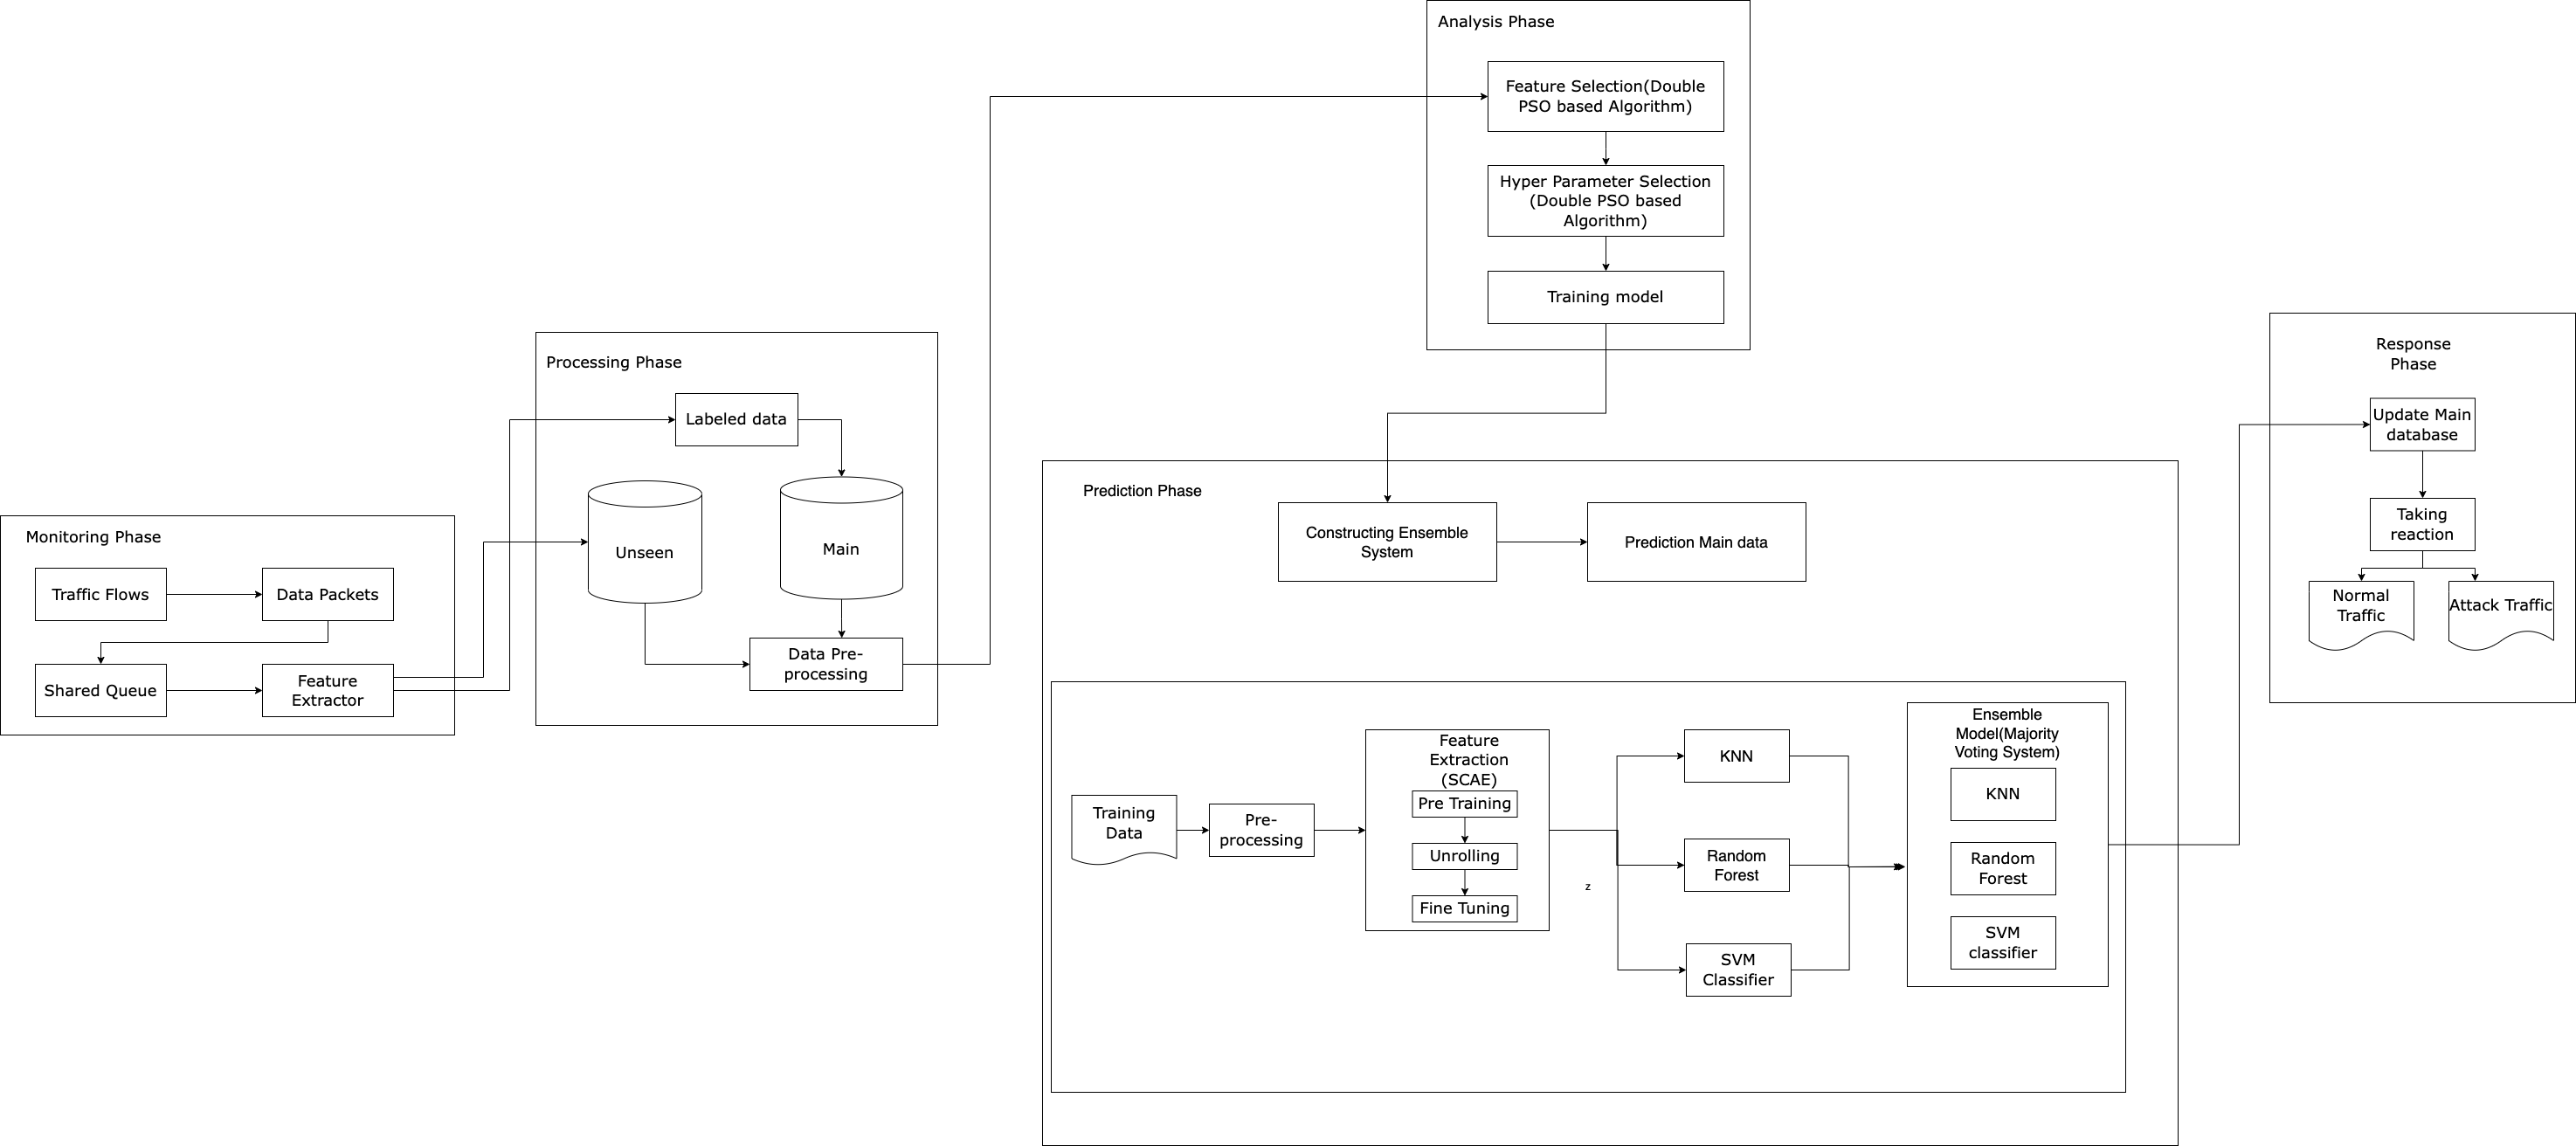 Analysis Phase
Feature Selection(Double
PSO based Algorithm)
Hyper Parameter Selection
(Double PSO based
Algorithm)
Training model
Processing Phase
Labeled data
Unseen
Main
Data Pre-
processing
Monitoring Phase
Traffic Flows
Data Packets
Shared Queue
Feature
Extractor
Prediction Phase
Constructing Ensemble
System
Prediction Main data
Training
Data
Pre-
processing
Feature
Extraction
(SCAE)
Pre Training
Unrolling
Fine Tuning
z
KNN
Random
Forest
SVM
Classifier
Ensemble
Model(Majority
Voting System)
KNN
Random
Forest
SVM
classifier
Response
Phase
Update Main
database
Taking
reaction
Normal
Traffic
Attack Traffic